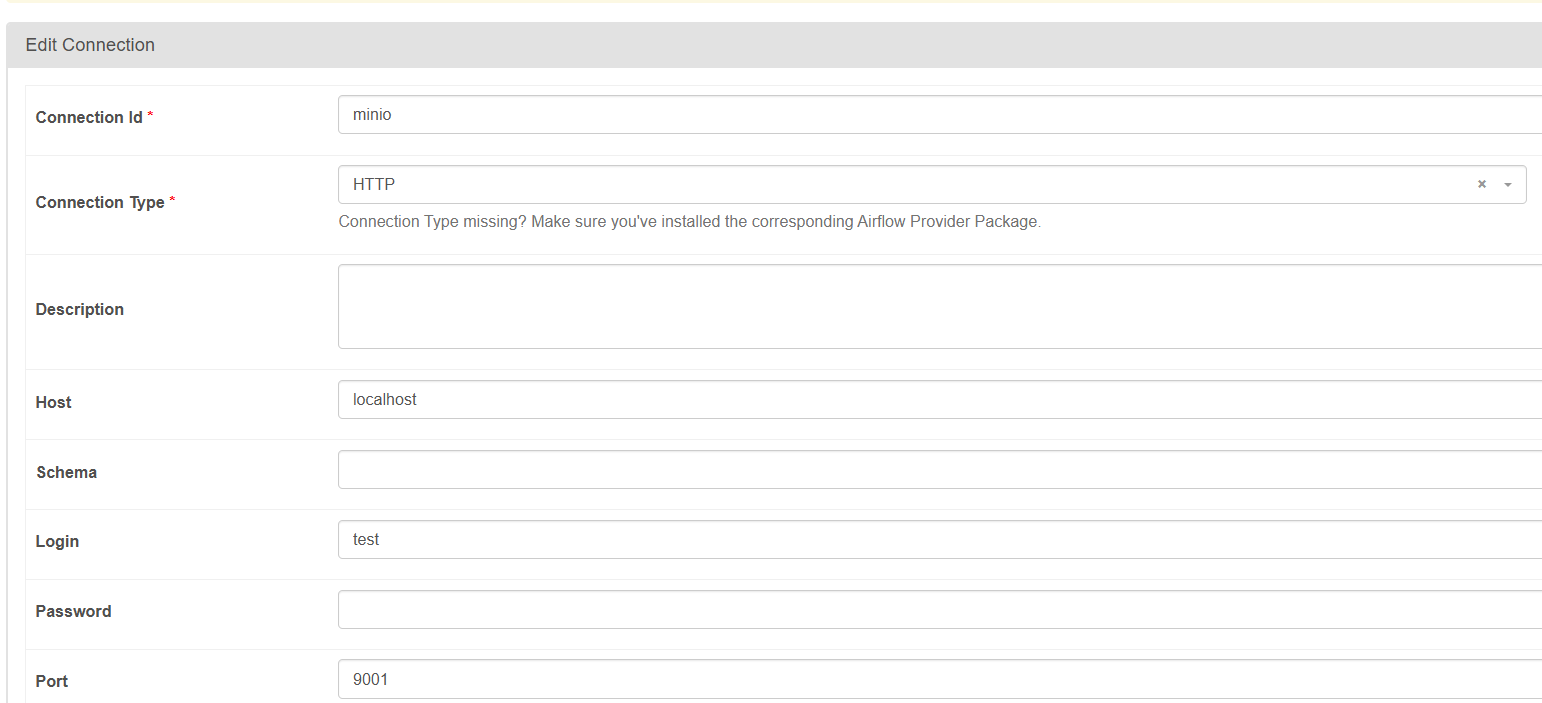 Edit Connection
Connection Id *
minio
Connection Type *
HTTP
Connection Type missing? Make sure you've installed the corresponding Airflow Provider Package.
Description
Host
localhost
Schema
Login
test
Password
Port
9001